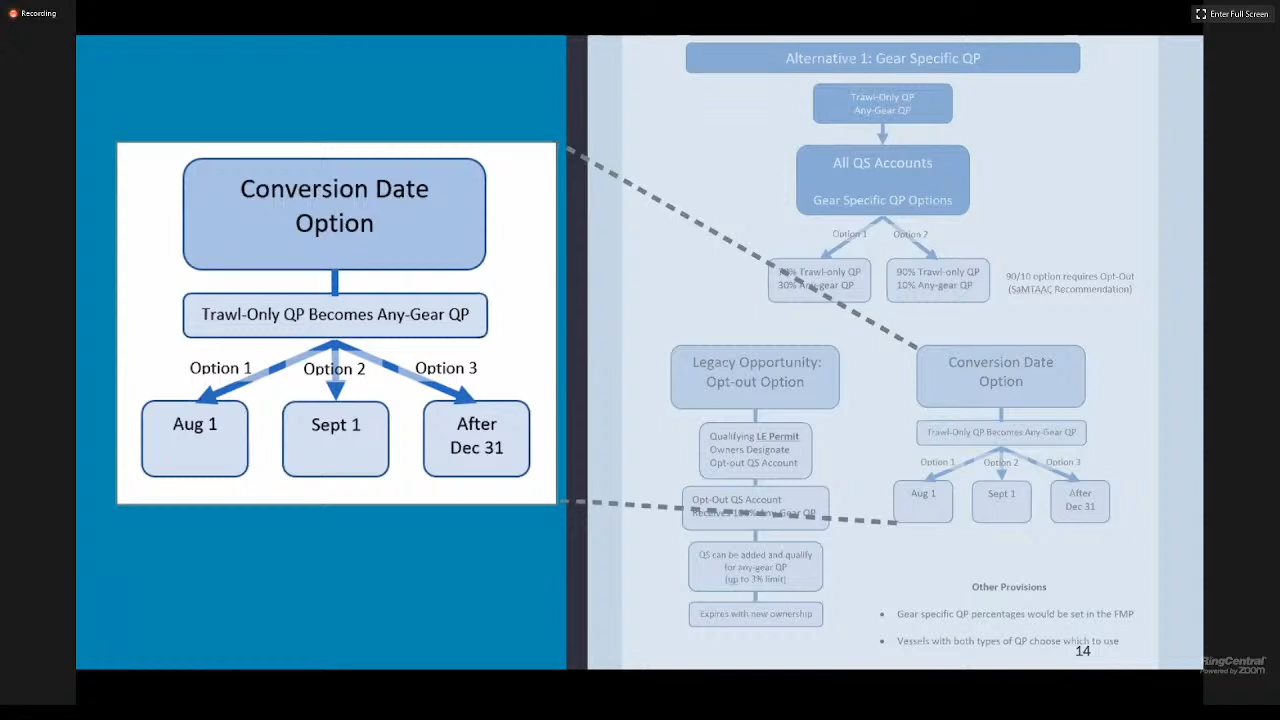 Recording
Enter Full Screen
Conversion Date
Option
Trawl-Only QP Becomes Any-Gear QP
Option 1
Option 2
Option 3
Aug 1
Sept 1
After
Dec 31
Alternative 1: Gear Specific QP
Trawl-Only QP
Any-Gear QP
All QS Accounts
Gear Specific QP Options
Option 1
Option 2
Trawl-only QP
30% Any-gear QP
90% Trawl-only QP
10% Any-gear QP
90/10 option requires Opt-Out
(SaMTAAC Recommendation)
Legacy Opportunity:
Opt-out Option
Qualifying LE Permit
Owners Designate
Opt-out QS Account
Opt-Out QS Account
Receives 100% Any Gear QP
QS can be added and qualify
for any-gear QP
(up to 3% limit)
Expires with new ownership
Conversion Date
Option
Trawl-Only QP Becomes Any-Gear QP
Option 1
Option 2
Option 3
Aug 1
Sept 1
After
Dec 31
Other Provisions
• Gear specific QP percentages would be set in the FMP
• Vessels with both types of QP choose which to use
14
RingCentral
Powered by zoom